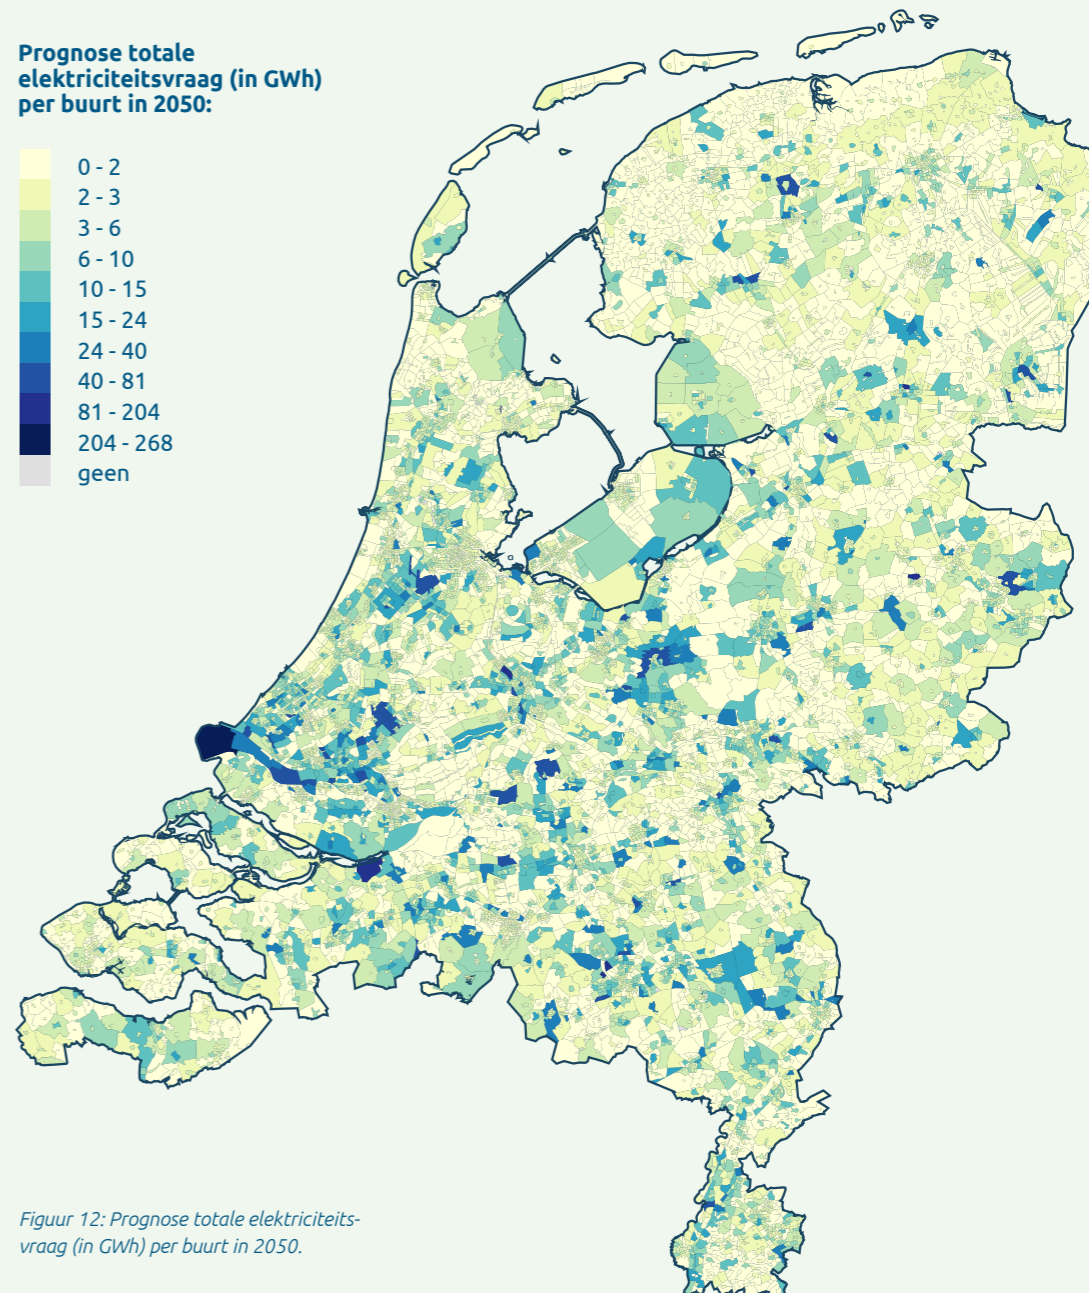 Prognose totale
elektriciteitsvraag (in GWh)
per buurt in 2050:
0 - 2
2 - 3
3 - 6
6 - 10
10 - 15
15 - 24
24 - 40
40 - 81
81 - 204
204 - 268
geen
Figuur 12: Prognose totale elektriciteits-
vraag (in GWh) per buurt in 2050.